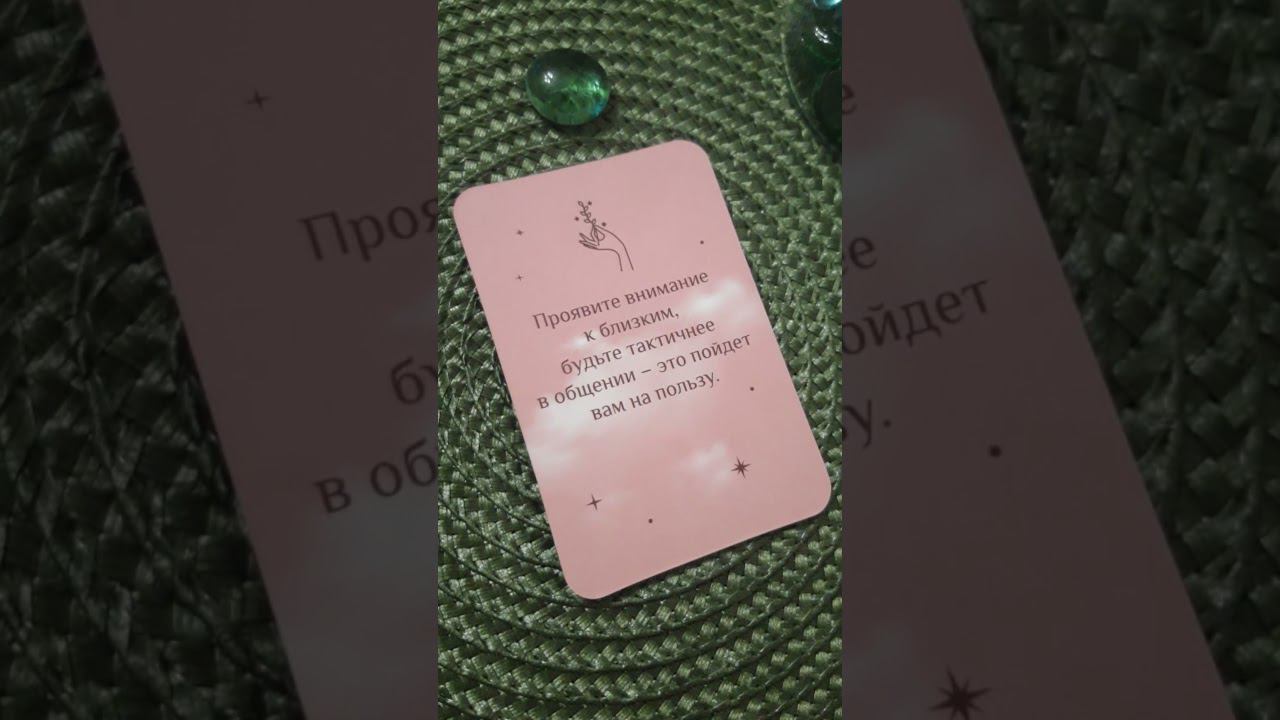 Проявите внимание
к близким,
будьте тактичнее
в общении – это пойдет
вам на пользу.